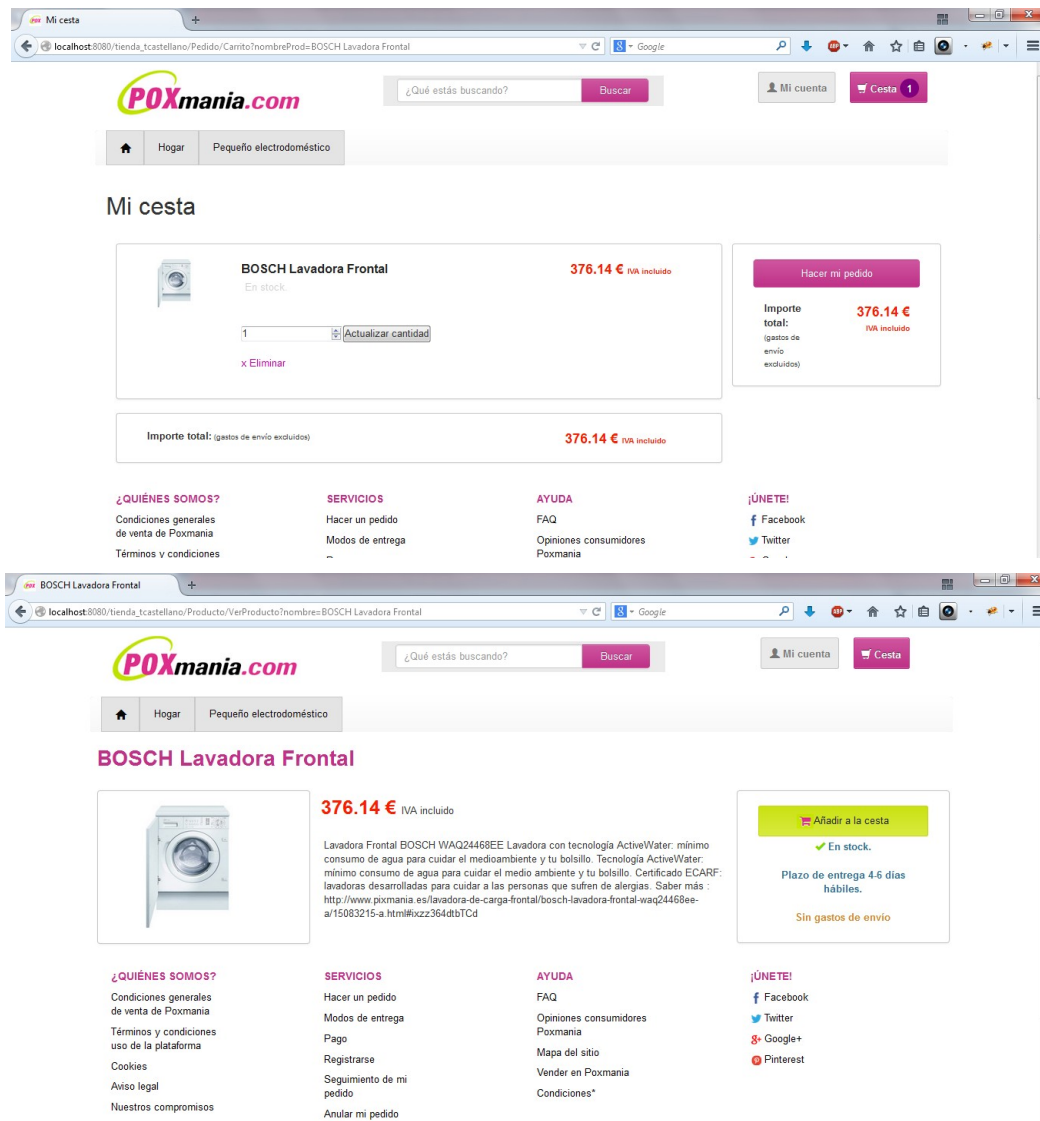 Mi cesta
localhost:8080/tienda_tcastellano/Pedido/Carrito?nombreProd=BOSCH Lavadora Frontal
Google
POXmania.com
¿Qué estás buscando?
Buscar
Mi cuenta
Cesta 1
Hogar
Pequeño electrodoméstico
Mi cesta
BOSCH Lavadora Frontal
376.14 € IVA incluido
En stock.
1
Actualizar cantidad
x Eliminar
Hacer mi pedido
Importe total:
376.14 €
IVA incluido
(gastos de envío excluidos)
Importe total: (gastos de envío excluidos)
376.14 € IVA incluido
¿QUIÉNES SOMOS?
Condiciones generales
de venta de Poxmania
Términos y condiciones
SERVICIOS
Hacer un pedido
Modos de entrega
AYUDA
FAQ
Opiniones consumidores
Poxmania
¡ÚNETE!
Facebook
Twitter
BOSCH Lavadora Frontal
localhost:8080/tienda_tcastellano/Producto/VerProducto?nombre=BOSCH Lavadora Frontal
Google
POXmania.com
¿Qué estás buscando?
Buscar
Mi cuenta
Cesta
Hogar
Pequeño electrodoméstico
BOSCH Lavadora Frontal
376.14 € IVA incluido
Lavadora Frontal BOSCH WAQ24468EE Lavadora con tecnología ActiveWater: mínimo
consumo de agua para cuidar el medioambiente y tu bolsillo. Tecnología ActiveWater:
mínimo consumo de agua para cuidar el medio ambiente y tu bolsillo. Certificado ECARF:
lavadoras desarrolladas para cuidar a las personas que sufren de alergias. Saber más :
http://www.pixmania.es/lavadora-de-carga-frontal/bosch-lavadora-frontal-waq24468ee-
a/15083215-a.html#ixzz364dtbTCd
Añadir a la cesta
En stock.
Plazo de entrega 4-6 días
hábiles.
Sin gastos de envío
¿QUIÉNES SOMOS?
Condiciones generales
de venta de Poxmania
Términos y condiciones
uso de la plataforma
Cookies
Aviso legal
Nuestros compromisos
SERVICIOS
Hacer un pedido
Modos de entrega
Pago
Registrarse
Seguimiento de mi
pedido
Anular mi pedido
AYUDA
FAQ
Opiniones consumidores
Poxmania
Mapa del sitio
Vender en Poxmania
Condiciones*
¡ÚNETE!
Facebook
Twitter
Google+
Pinterest